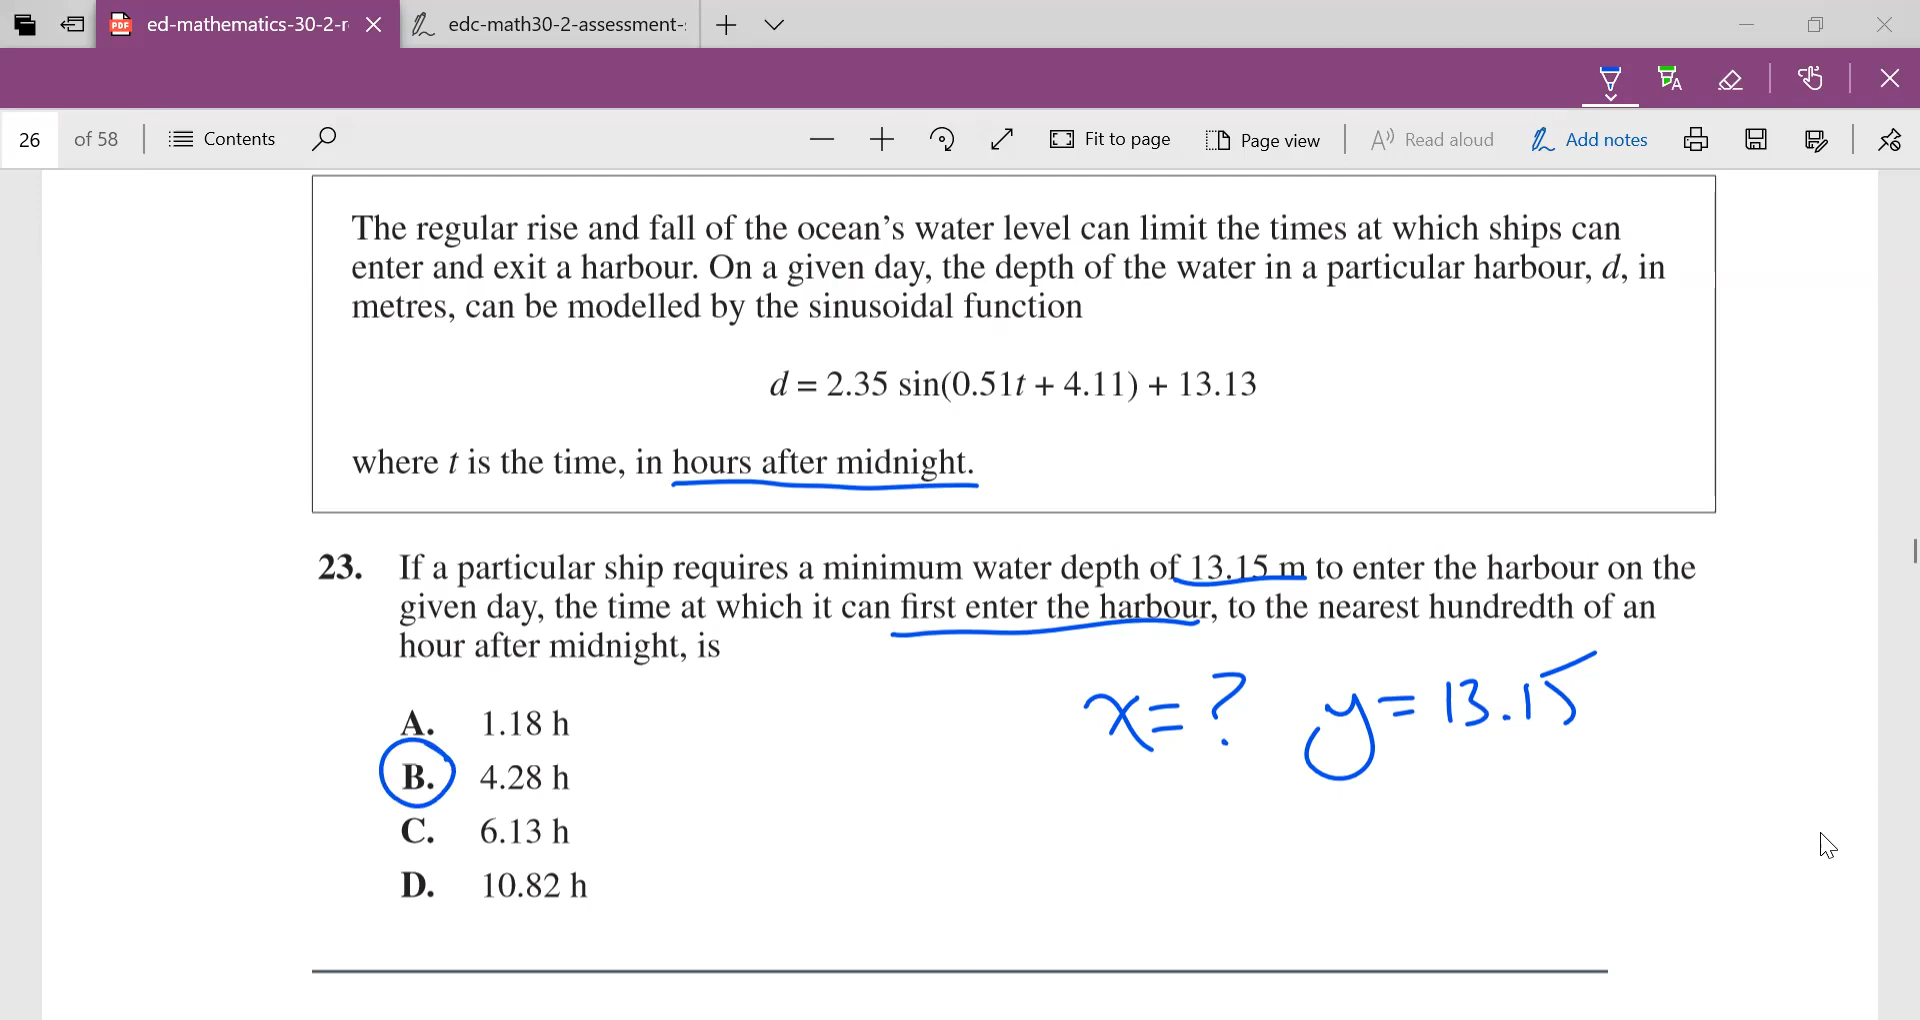 ed-mathematics-30-2-r
edc-math30-2-assessment-
26 of 58 Contents Fit to page Page view Read aloud Add notes
The regular rise and fall of the ocean’s water level can limit the times at which ships can
enter and exit a harbour. On a given day, the depth of the water in a particular harbour, d, in
metres, can be modelled by the sinusoidal function
d = 2.35 sin(0.51t + 4.11) + 13.13
where t is the time, in hours after midnight.
23. If a particular ship requires a minimum water depth of 13.15 m to enter the harbour on the
given day, the time at which it can first enter the harbour, to the nearest hundredth of an
hour after midnight, is
x = ? y = 13.15
A. 1.18 h
B. 4.28 h
C. 6.13 h
D. 10.82 h